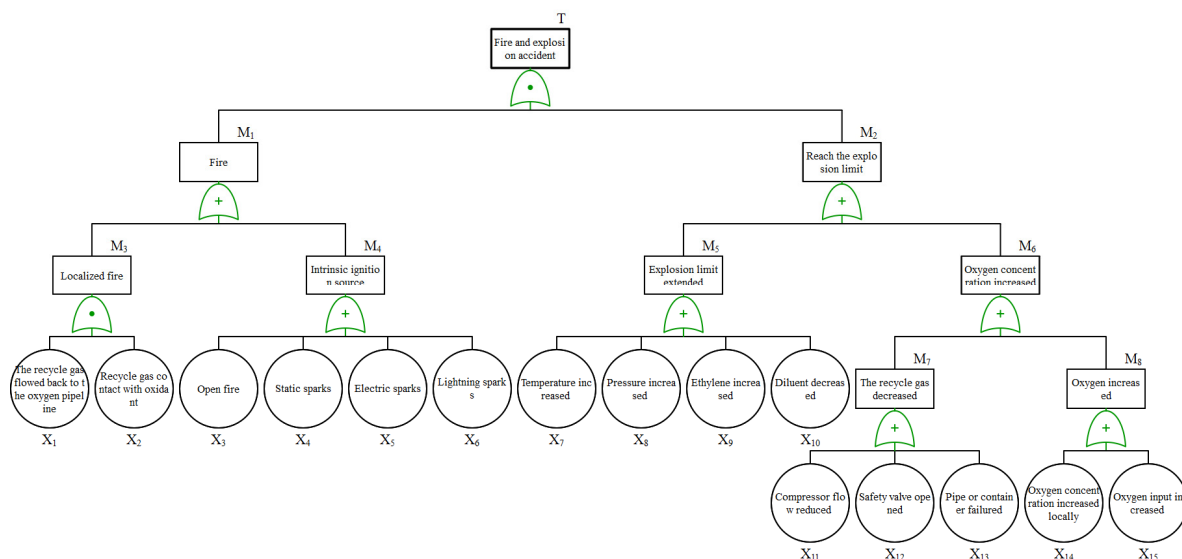 T
Fire and explosi
on accident
M₁
Fire
M₂
Reach the explo
sion limit
M₃
Localized fire
M₄
Intrinsic ignitio
n source
M₅
Explosion limit
extended
M₆
Oxygen concent
ration increased
The recycle gas
flowed back to t
he oxygen pipel
ine
X₁
Recycle gas co
ntact with oxida
nt
X₂
Open fire
X₃
Static sparks
X₄
Electric sparks
X₅
Lightning spark
s
X₆
Temperature inc
reased
X₇
Pressure increa
sed
X₈
Ethylene increa
sed
X₉
Diluent decreas
ed
X₁₀
M₇
The recycle gas
decreased
M₈
Oxygen increas
ed
Compressor flo
w reduced
X₁₁
Safety valve ope
ned
X₁₂
Pipe or contain
er failured
X₁₃
Oxygen concent
ration increased
locally
X₁₄
Oxygen input in
creased
X₁₅